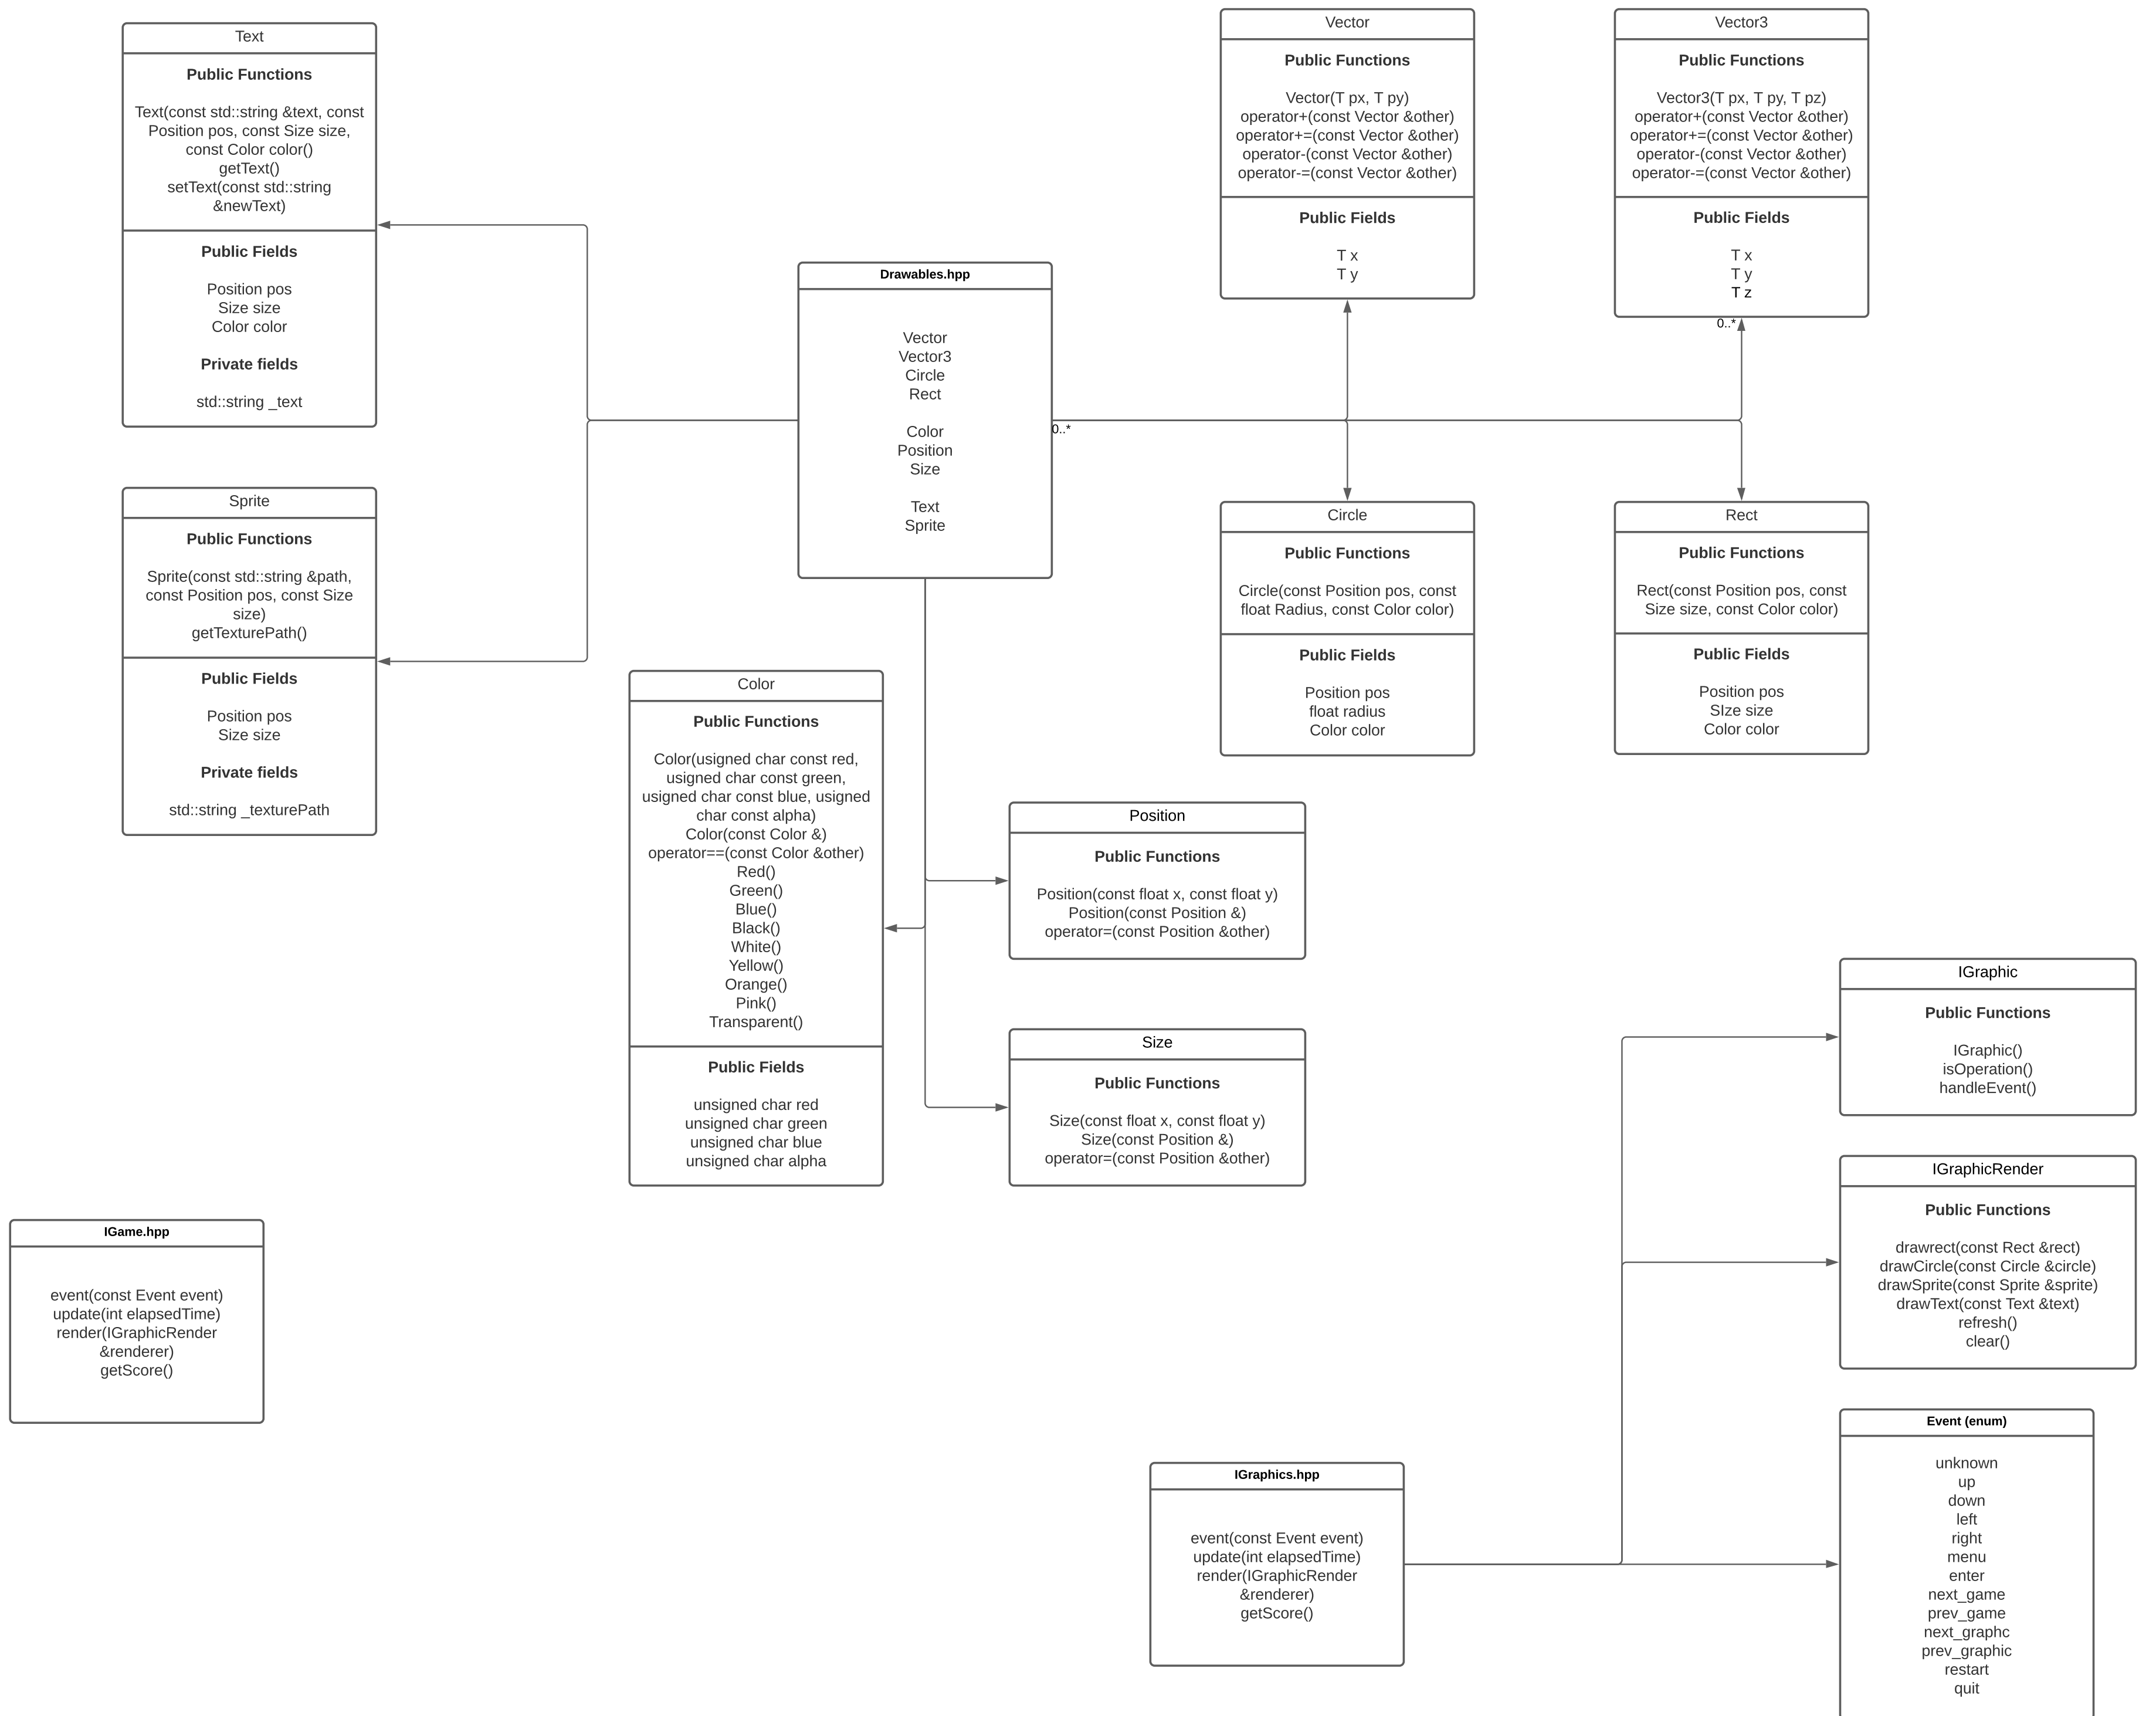 Text
Public Functions
Text(const std::string &text, const
Position pos, const Size size,
const Color color()
getText()
setText(const std::string
&newText)
Public Fields
Position pos
Size size
Color color
Private fields
std::string _text
Sprite
Public Functions
Sprite(const std::string &path,
const Position pos, const Size
size)
getTexturePath()
Public Fields
Position pos
Size size
Private fields
std::string _texturePath
Drawables.hpp
Vector
Vector3
Circle
Rect
Color
Position
Size
Text
Sprite
0..*
Vector
Public Functions
Vector(T px, T py)
operator+(const Vector &other)
operator+=(const Vector &other)
operator-(const Vector &other)
operator-=(const Vector &other)
Public Fields
T x
T y
Vector3
Public Functions
Vector3(T px, T py, T pz)
operator+(const Vector &other)
operator+=(const Vector &other)
operator-(const Vector &other)
operator-=(const Vector &other)
Public Fields
T x
T y
T z
0..*
Circle
Public Functions
Circle(const Position pos, const
float Radius, const Color color)
Public Fields
Position pos
float radius
Color color
Rect
Public Functions
Rect(const Position pos, const
Size size, const Color color)
Public Fields
Position pos
SIze size
Color color
Color
Public Functions
Color(usigned char const red,
usigned char const green,
usigned char const blue, usigned
char const alpha)
Color(const Color &)
operator==(const Color &other)
Red()
Green()
Blue()
Black()
White()
Yellow()
Orange()
Pink()
Transparent()
Public Fields
unsigned char red
unsigned char green
unsigned char blue
unsigned char alpha
Position
Public Functions
Position(const float x, const float y)
Position(const Position &)
operator=(const Position &other)
Size
Public Functions
Size(const float x, const float y)
Size(const Position &)
operator=(const Position &other)
IGame.hpp
event(const Event event)
update(int elapsedTime)
render(IGraphicRender
&renderer)
getScore()
IGraphics.hpp
event(const Event event)
update(int elapsedTime)
render(IGraphicRender
&renderer)
getScore()
IGraphic
Public Functions
IGraphic()
isOperation()
handleEvent()
IGraphicRender
Public Functions
drawrect(const Rect &rect)
drawCircle(const Circle &circle)
drawSprite(const Sprite &sprite)
drawText(const Text &text)
refresh()
clear()
Event (enum)
unknown
up
down
left
right
menu
enter
next_game
prev_game
next_graphc
prev_graphic
restart
quit